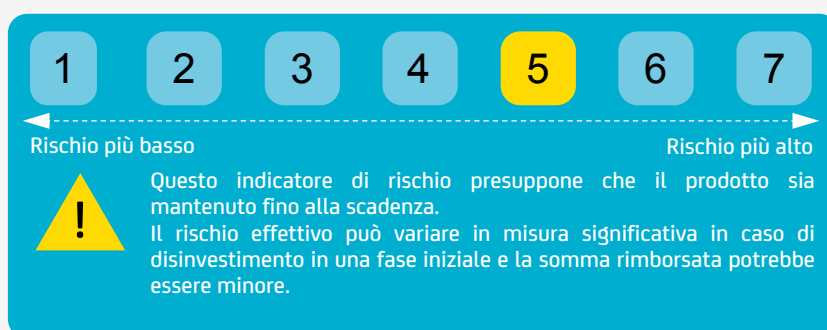 1 2 3 4 5 6 7
Rischio più basso Rischio più alto
!
Questo indicatore di rischio presuppone che il prodotto sia
mantenuto fino alla scadenza.
Il rischio effettivo può variare in misura significativa in caso di
disinvestimento in una fase iniziale e la somma rimborsata potrebbe
essere minore.